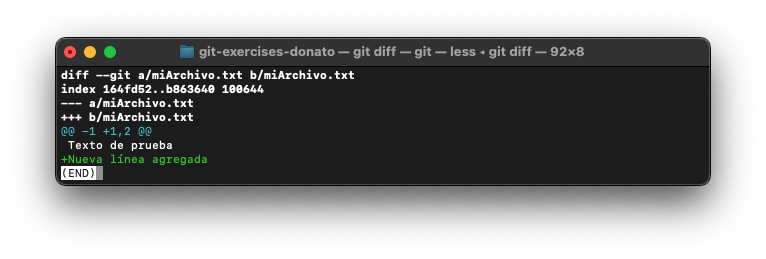 git-exercises-donato — git diff — git — less ◂ git diff — 92×8
diff --git a/miArchivo.txt b/miArchivo.txt
index 164fd52..b863640 100644
--- a/miArchivo.txt
+++ b/miArchivo.txt
@@ -1 +1,2 @@
 Texto de prueba
+Nueva línea agregada
(END)